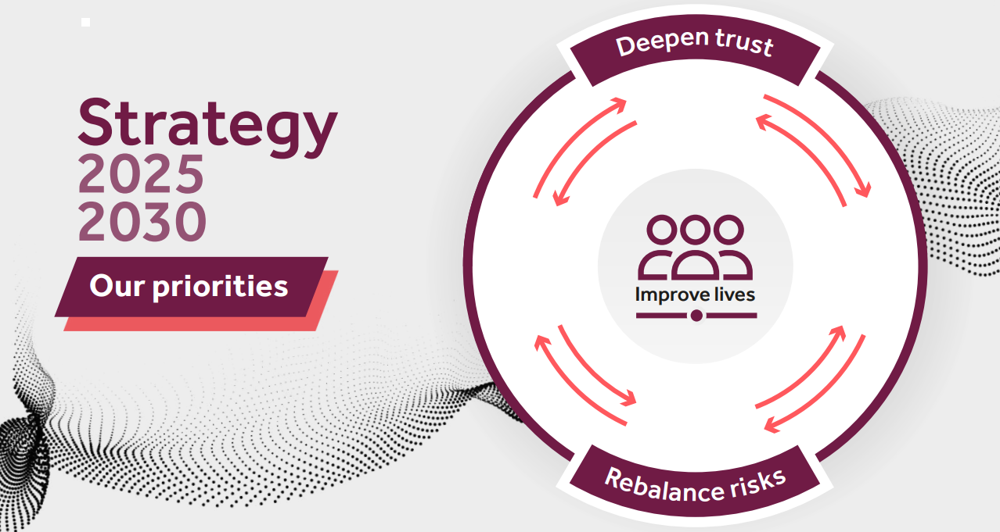 Strategy
2025
2030
Our priorities
Deepen trust
Improve lives
Rebalance risks